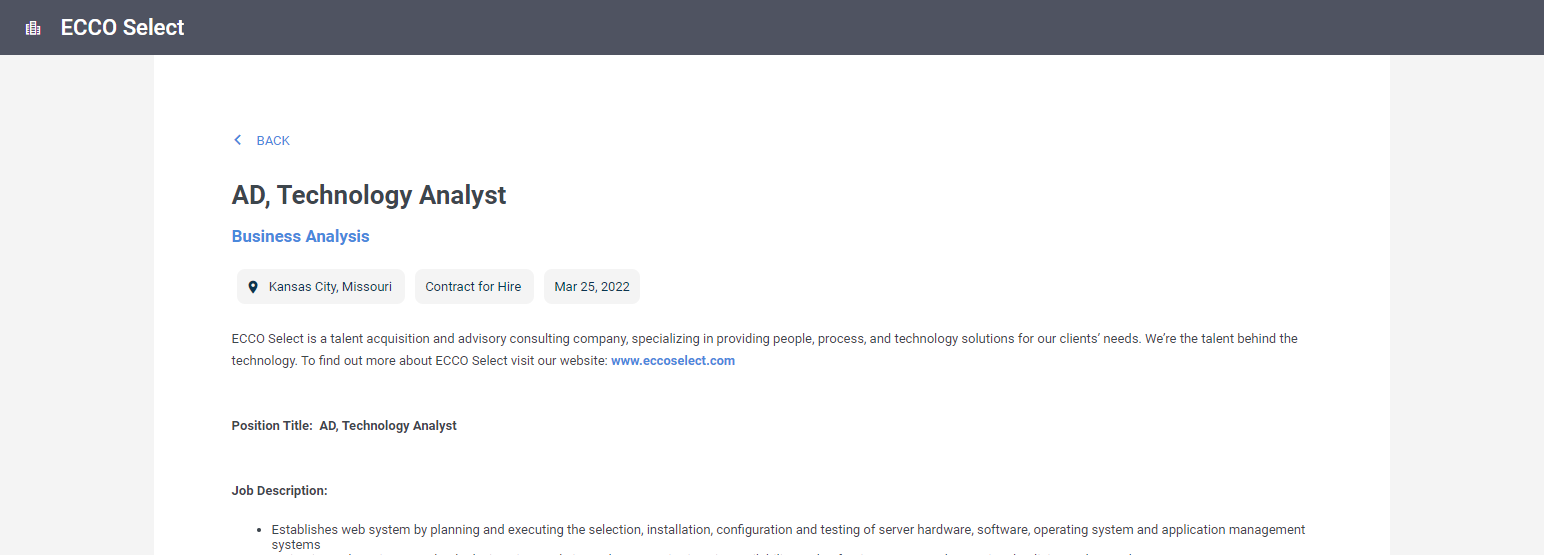 ECCO Select
BACK
AD, Technology Analyst
Business Analysis
Kansas City, Missouri
Contract for Hire
Mar 25, 2022
ECCO Select is a talent acquisition and advisory consulting company, specializing in providing people, process, and technology solutions for our clients’ needs. We’re the talent behind the
technology. To find out more about ECCO Select visit our website: www.eccoselect.com
Position Title:  AD, Technology Analyst
Job Description:
• Establishes web system by planning and executing the selection, installation, configuration and testing of server hardware, software, operating system and application management
systems